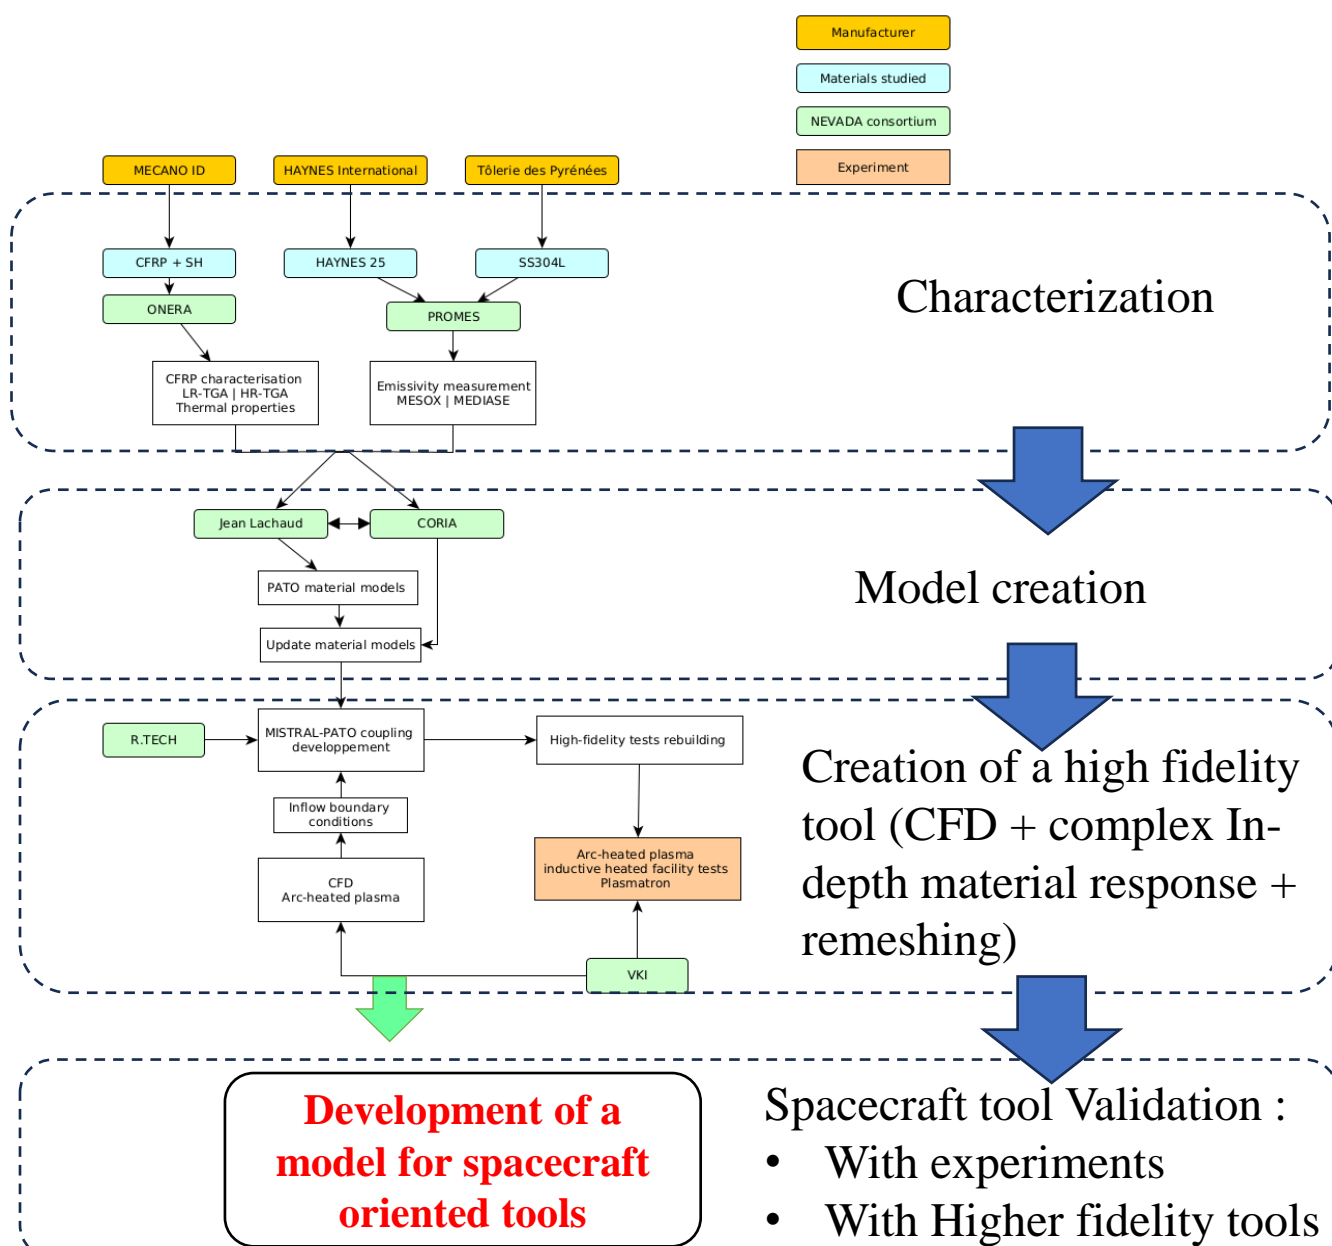 Manufacturer
Materials studied
NEVADA consortium
Experiment
MECANO ID
HAYNES International
Tôlerie des Pyrénées
CFRP + SH
HAYNES 25
SS304L
ONERA
PROMES
CFRP characterisation
LR-TGA | HR-TGA
Thermal properties
Emissivity measurement
MESOX | MEDIASE
Characterization
Jean Lachaud
CORIA
PATO material models
Update material models
Model creation
R.TECH
MISTRAL-PATO coupling
developpement
High-fidelity tests rebuilding
Inflow boundary
conditions
CFD
Arc-heated plasma
Arc-heated plasma
inductive heated facility tests
Plasmatron
VKI
Creation of a high fidelity
tool (CFD + complex In-
depth material response +
remeshing)
Development of a
model for spacecraft
oriented tools
Spacecraft tool Validation :
• With experiments
• With Higher fidelity tools